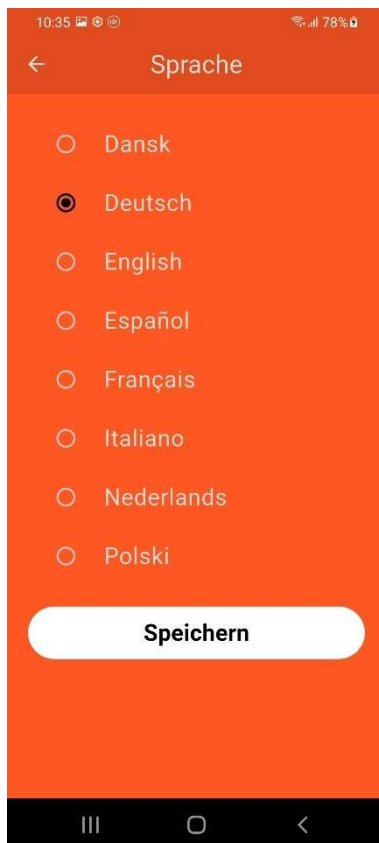 10:35 78%
Sprache
Dansk
Deutsch
English
Español
Français
Italiano
Nederlands
Polski
Speichern